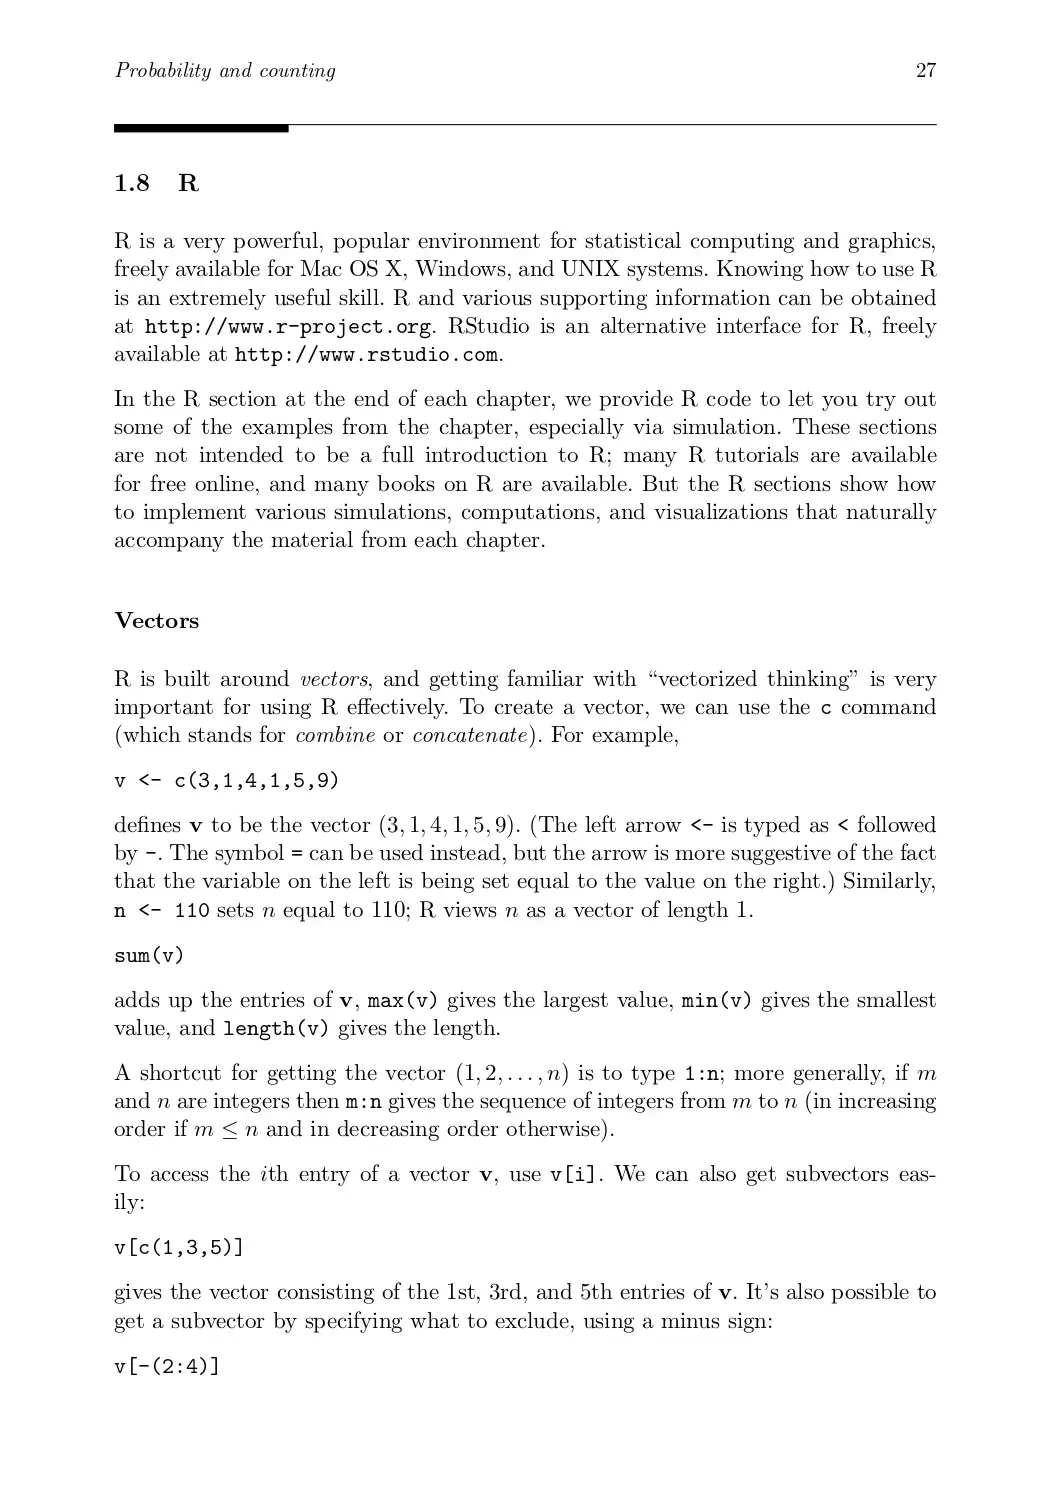 Probability and counting 27
1.8 R
R is a very powerful, popular environment for statistical computing and graphics,
freely available for Mac OS X, Windows, and UNIX systems. Knowing how to use R
is an extremely useful skill. R and various supporting information can be obtained
at http://www.r-project.org. RStudio is an alternative interface for R, freely
available at http://www.rstudio.com.
In the R section at the end of each chapter, we provide R code to let you try out
some of the examples from the chapter, especially via simulation. These sections
are not intended to be a full introduction to R; many R tutorials are available
for free online, and many books on R are available. But the R sections show how
to implement various simulations, computations, and visualizations that naturally
accompany the material from each chapter.
Vectors
R is built around vectors, and getting familiar with “vectorized thinking” is very
important for using R effectively. To create a vector, we can use the c command
(which stands for combine or concatenate). For example,
v <- c(3,1,4,1,5,9)
defines v to be the vector (3, 1, 4, 1, 5, 9). (The left arrow <- is typed as < followed
by -. The symbol = can be used instead, but the arrow is more suggestive of the fact
that the variable on the left is being set equal to the value on the right.) Similarly,
n <- 110 sets n equal to 110; R views n as a vector of length 1.
sum(v)
adds up the entries of v, max(v) gives the largest value, min(v) gives the smallest
value, and length(v) gives the length.
A shortcut for getting the vector (1, 2, . . . , n) is to type 1:n; more generally, if m
and n are integers then m:n gives the sequence of integers from m to n (in increasing
order if m ≤ n and in decreasing order otherwise).
To access the ith entry of a vector v, use v[i]. We can also get subvectors eas-
ily:
v[c(1,3,5)]
gives the vector consisting of the 1st, 3rd, and 5th entries of v. It’s also possible to
get a subvector by specifying what to exclude, using a minus sign:
v[-(2:4)]